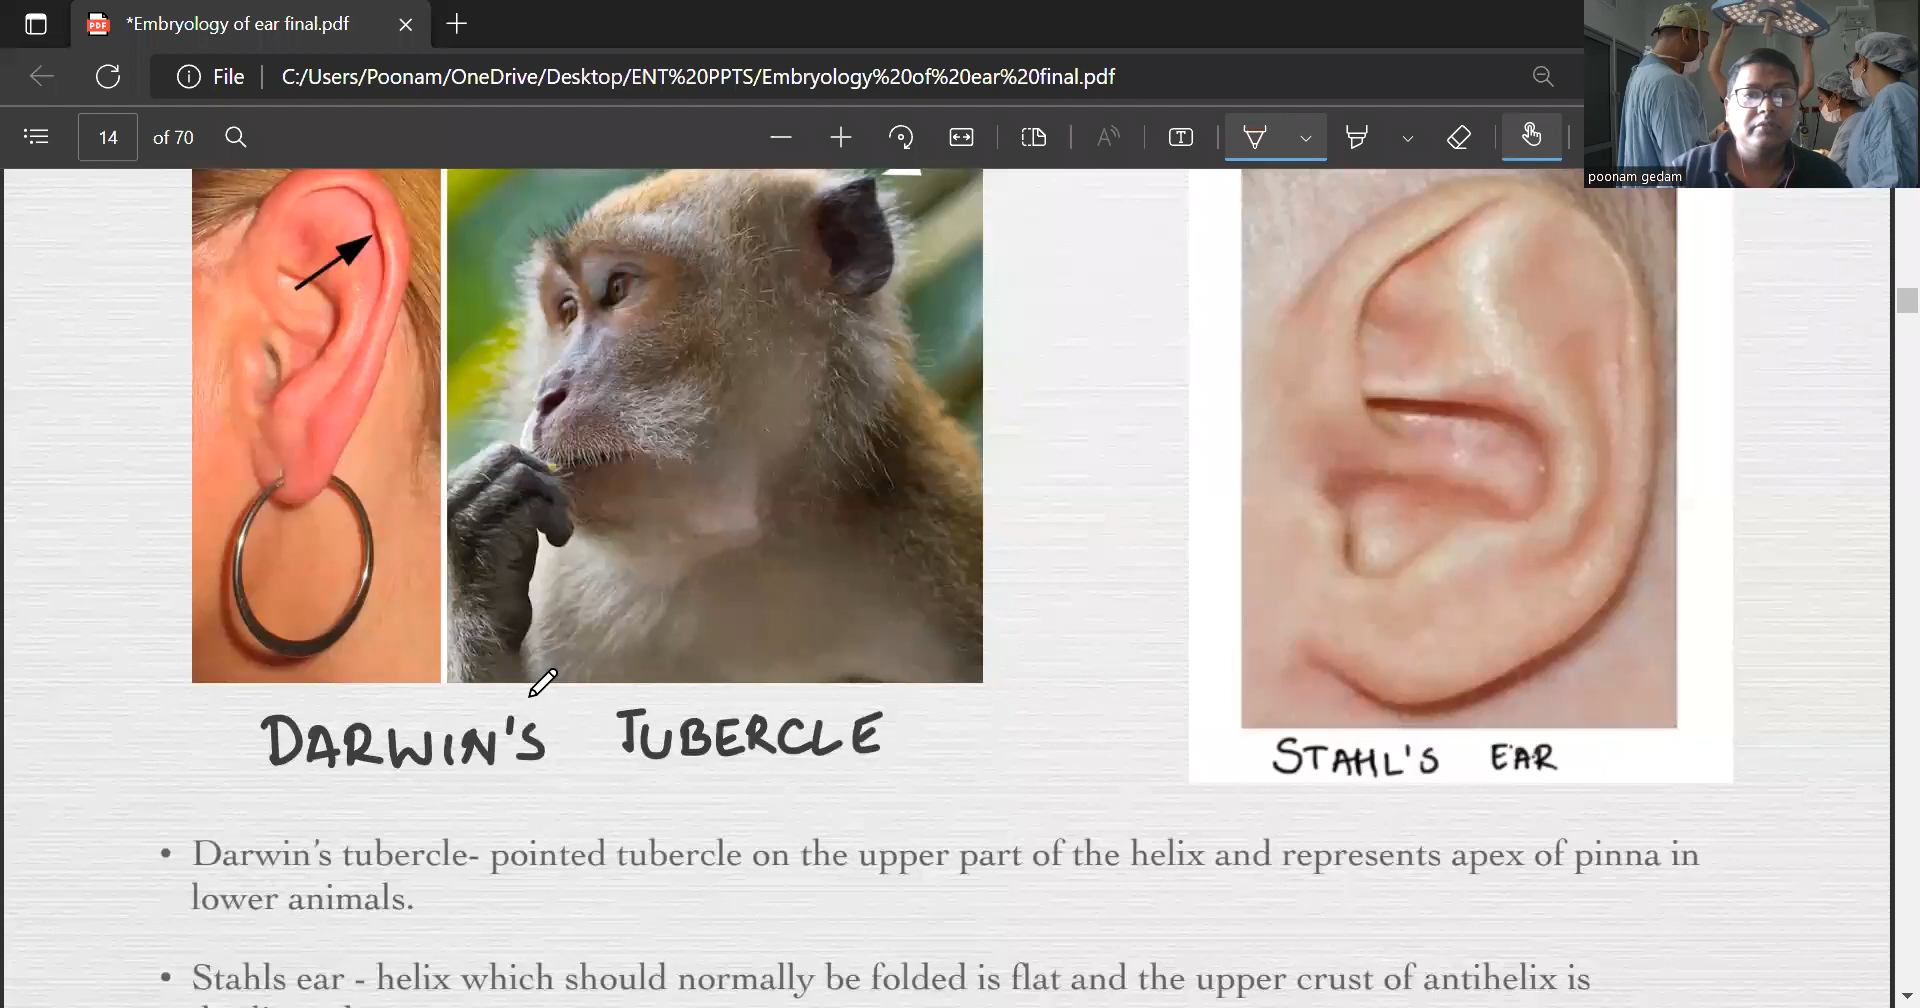 *Embryology of ear final.pdf
File C:/Users/Poonam/OneDrive/Desktop/ENT%20PPTS/Embryology%20of%20ear%20final.pdf
14 of 70
poonam gedam
DARWIN'S TUBERCLE
STAHL'S EAR
• Darwin's tubercle- pointed tubercle on the upper part of the helix and represents apex of pinna in
lower animals.
• Stahls ear - helix which should normally be folded is flat and the upper crust of antihelix is